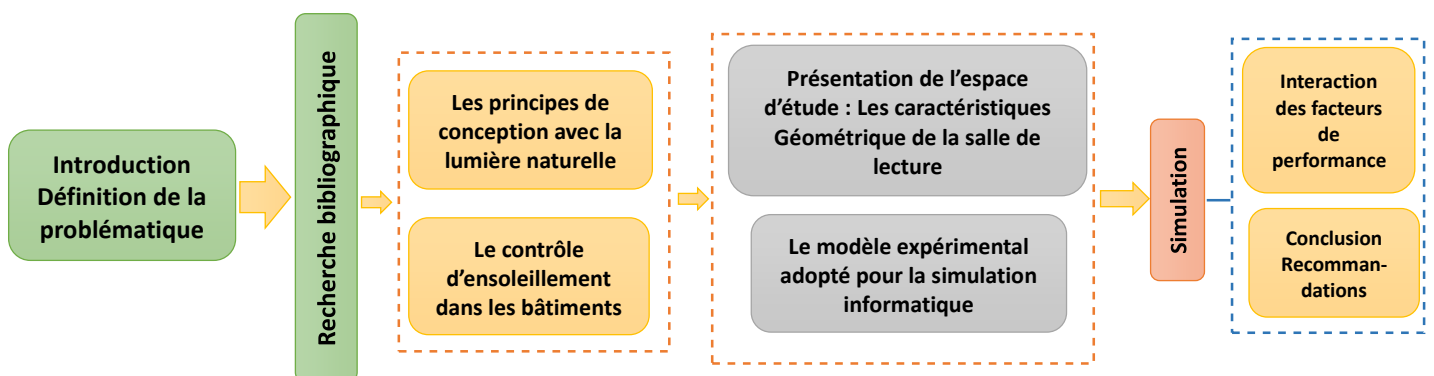 Introduction
Définition de la
problématique
Recherche bibliographique
Les principes de
conception avec la
lumière naturelle
Le contrôle
d’ensoleillement
dans les bâtiments
Présentation de l’espace
d’étude : Les caractéristiques
Géométrique de la salle de
lecture
Le modèle expérimental
adopté pour la simulation
informatique
Simulation
Interaction
des facteurs
de
performance
Conclusion
Recomman-
dations